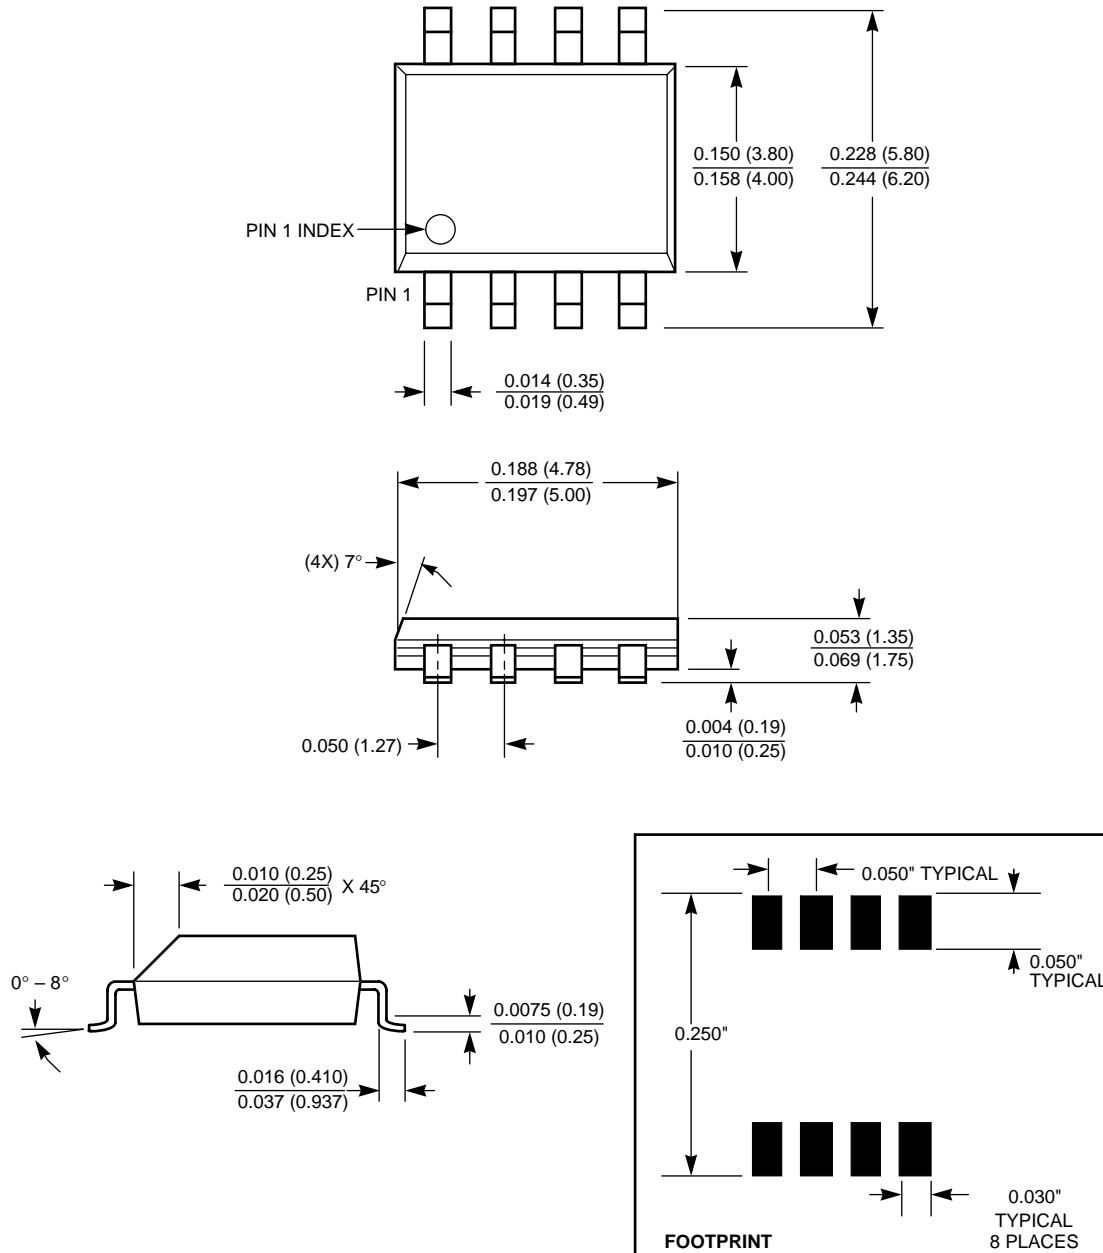 0.150 (3.80)
0.158 (4.00)
0.228 (5.80)
0.244 (6.20)
PIN 1 INDEX
PIN 1
0.014 (0.35)
0.019 (0.49)
0.188 (4.78)
0.197 (5.00)
(4X) 7°
0.053 (1.35)
0.069 (1.75)
0.004 (0.19)
0.010 (0.25)
0.050 (1.27)
0.010 (0.25)
0.020 (0.50)
X 45°
0° – 8°
0.0075 (0.19)
0.010 (0.25)
0.016 (0.410)
0.037 (0.937)
0.050" TYPICAL
0.050"
TYPICAL
0.250"
0.030"
TYPICAL
8 PLACES
FOOTPRINT